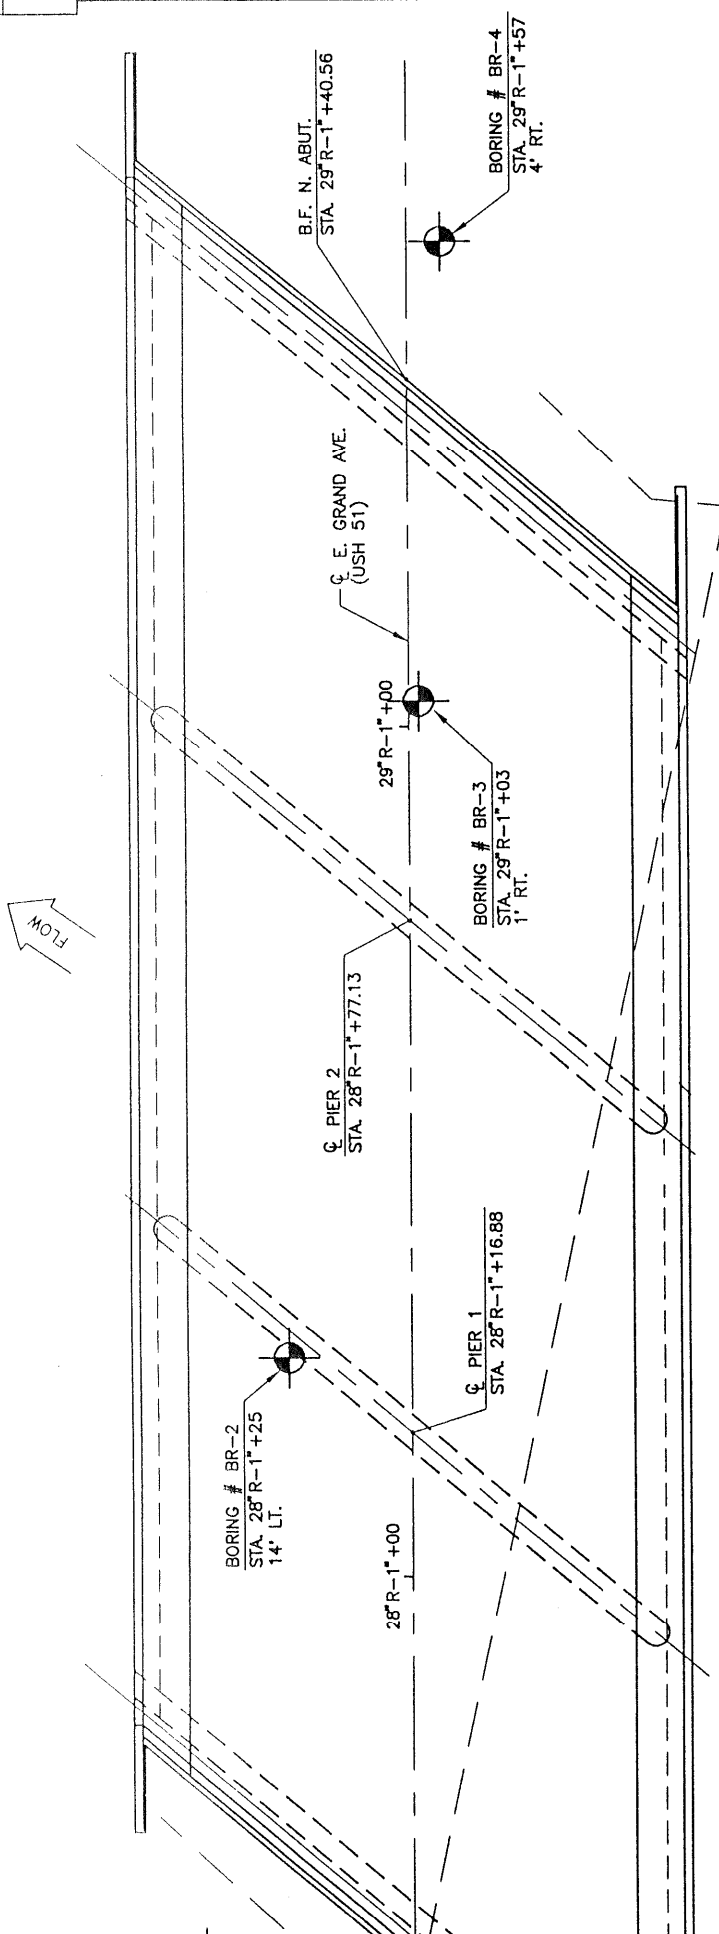 BORING # BR-4
STA. 29"R-1"+57
4' RT.
B.F. N. ABUT.
STA. 29"R-1"+40.56
℄ E. GRAND AVE.
(USH 51)
29"R-1"+00
BORING # BR-3
STA. 29"R-1"+03
1' RT.
FLOW
℄ PIER 2
STA. 28"R-1"+77.13
℄ PIER 1
STA. 28"R-1"+16.88
BORING # BR-2
STA. 28"R-1"+25
14' LT.
28"R-1"+00